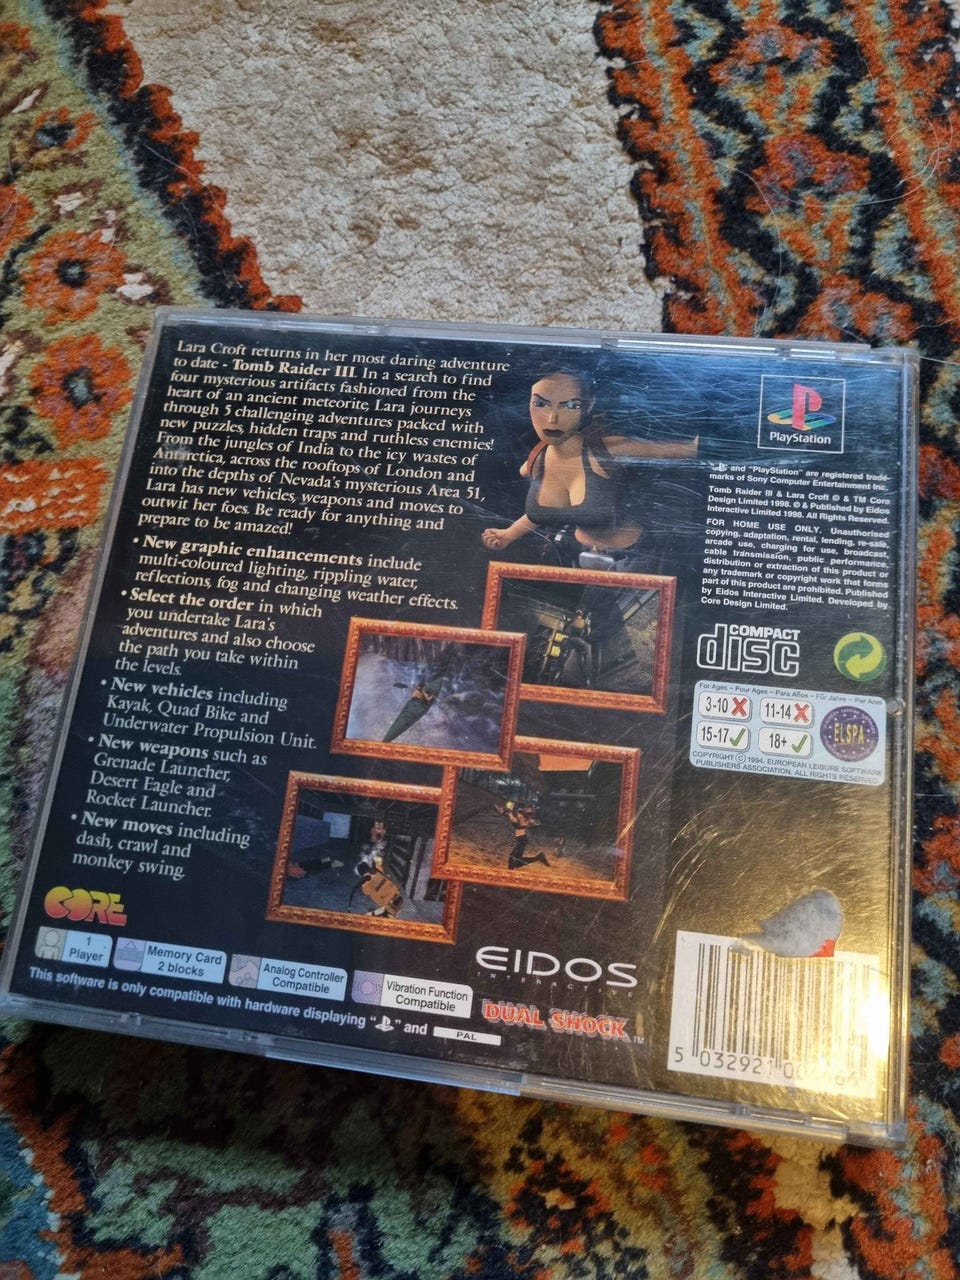 Lara Croft returns in her most daring adventure
to date - Tomb Raider III. In a search to find
four mysterious artifacts fashioned from the
heart of an ancient meteorite, Lara journeys
through 5 challenging adventures packed with
new puzzles, hidden traps and ruthless enemies!
From the jungles of India to the icy wastes of
Antarctica, across the rooftops of London and
into the depths of Nevada's mysterious Area 51,
Lara has new vehicles, weapons and moves to
outwit her foes. Be ready for anything and
prepare to be amazed!
• New graphic enhancements include
multi-coloured lighting, rippling water,
reflections, fog and changing weather effects.
• Select the order in which
you undertake Lara's
adventures and also choose
the path you take within
the levels.
• New vehicles including
Kayak, Quad Bike and
Underwater Propulsion Unit.
• New weapons such as
Grenade Launcher,
Desert Eagle and
Rocket Launcher.
• New moves including
dash, crawl and
monkey swing.
PlayStation
and "PlayStation" are registered trade-
marks of Sony Computer Entertainment Inc.
Tomb Raider III & Lara Croft © & TM Core
Design Limited 1998. © & Published by Eidos
Interactive Limited 1998. All Rights Reserved.
FOR HOME USE ONLY. Unauthorised
copying, adaptation, rental, lending, re-sale,
arcade use, charging for use, broadcast,
cable transmission, public performance,
distribution or extraction of this product or
any trademark or copyright work that forms
part of this product are prohibited. Published
by Eidos Interactive Limited. Developed by
Core Design Limited.
COMPACT
disc
For Ages - Pour Ages - Para Años - Für Jahre - Per Anni
3-10 11-14
15-17 18+
ELSPA
COPYRIGHT © 1994, EUROPEAN LEISURE SOFTWARE
PUBLISHERS ASSOCIATION. ALL RIGHTS RESERVED
CORE
1
Player
Memory Card
2 blocks
Analog Controller
Compatible
Vibration Function
Compatible
EIDOS
INTERACTIVE
DUAL SHOCK™
This software is only compatible with hardware displaying " " and PAL
5 032921